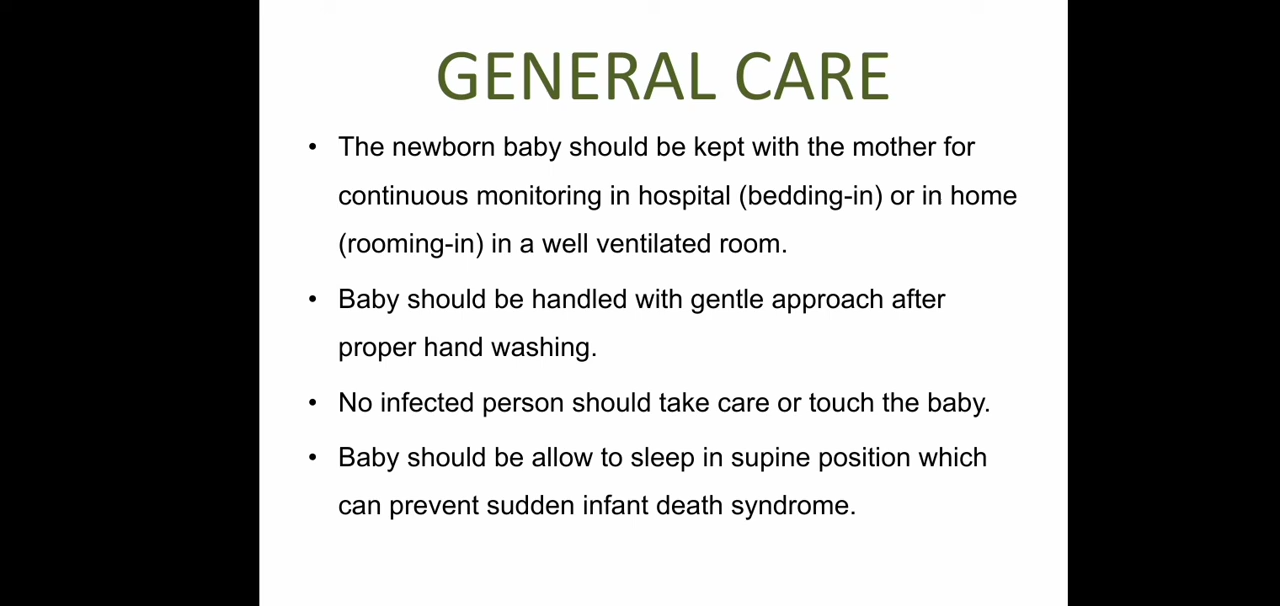 GENERAL CARE
• The newborn baby should be kept with the mother for
continuous monitoring in hospital (bedding-in) or in home
(rooming-in) in a well ventilated room.
• Baby should be handled with gentle approach after
proper hand washing.
• No infected person should take care or touch the baby.
• Baby should be allow to sleep in supine position which
can prevent sudden infant death syndrome.